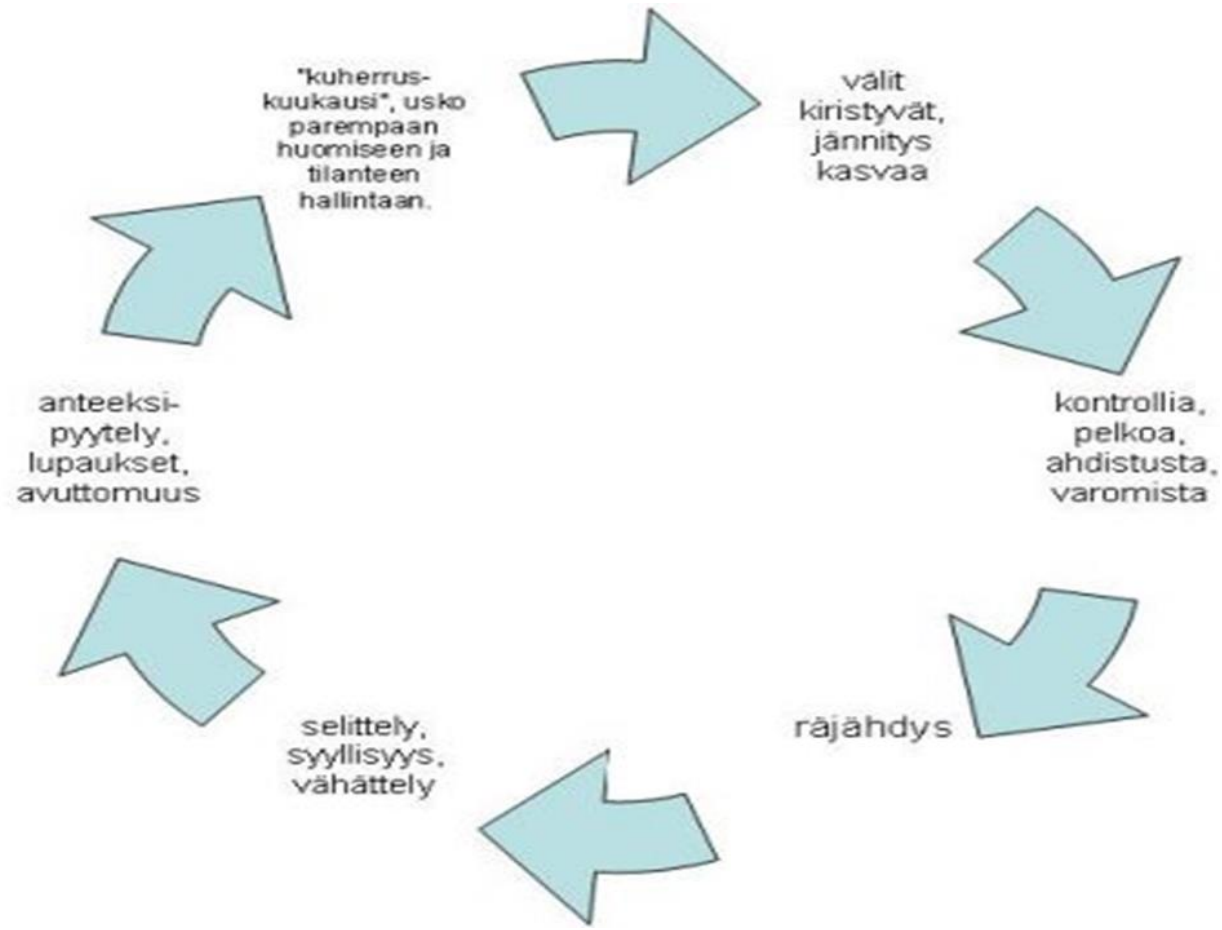 "kuherrus-
kuukausi", usko
parempaan
huomiseen ja
tilanteen
hallintaan.
välit
kiristyvät,
jännitys
kasvaa
kontrollia,
pelkoa,
ahdistusta,
varomista
räjähdys
selittely,
syyllisyys,
vähättely
anteeksi-
pyytely,
lupaukset,
avuttomuus